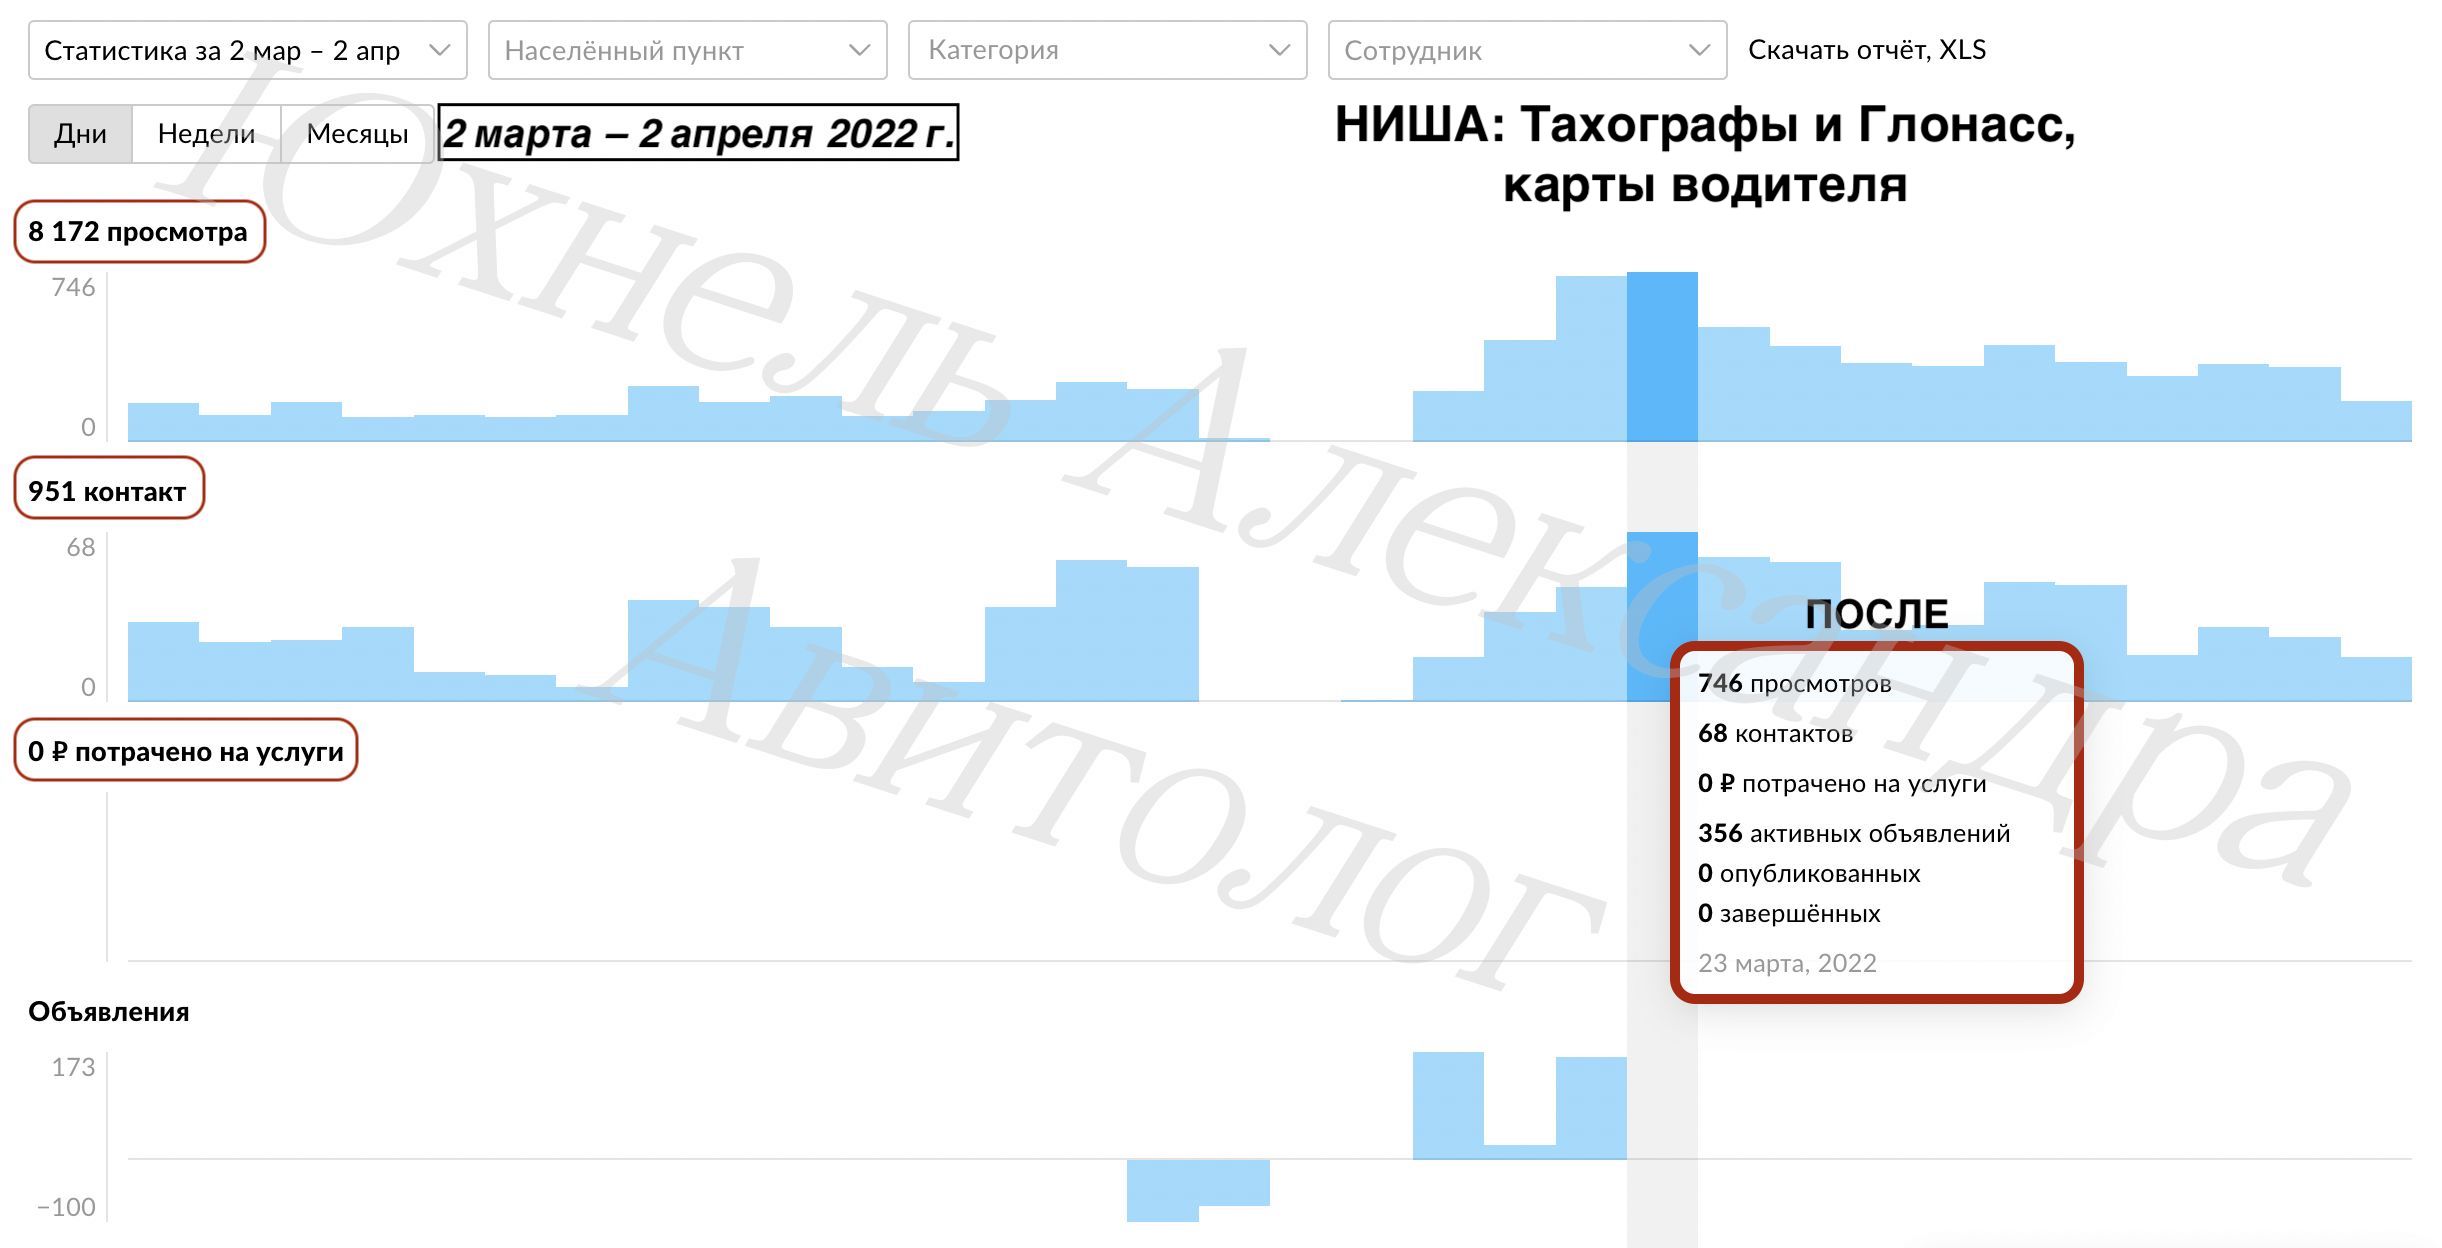 Статистика за 2 мар – 2 апр
Населённый пункт
Категория
Сотрудник
Скачать отчёт, XLS
Дни
Недели
Месяцы
2 марта – 2 апреля 2022 г.
НИША: Тахографы и Глонасс,
карты водителя
8 172 просмотра
746
0
951 контакт
68
0
ПОСЛЕ
746 просмотров
68 контактов
0 ₽ потрачено на услуги
356 активных объявлений
0 опубликованных
0 завершённых
23 марта, 2022
0 ₽ потрачено на услуги
Объявления
173
−100
Юхнель Александра
Авитолог